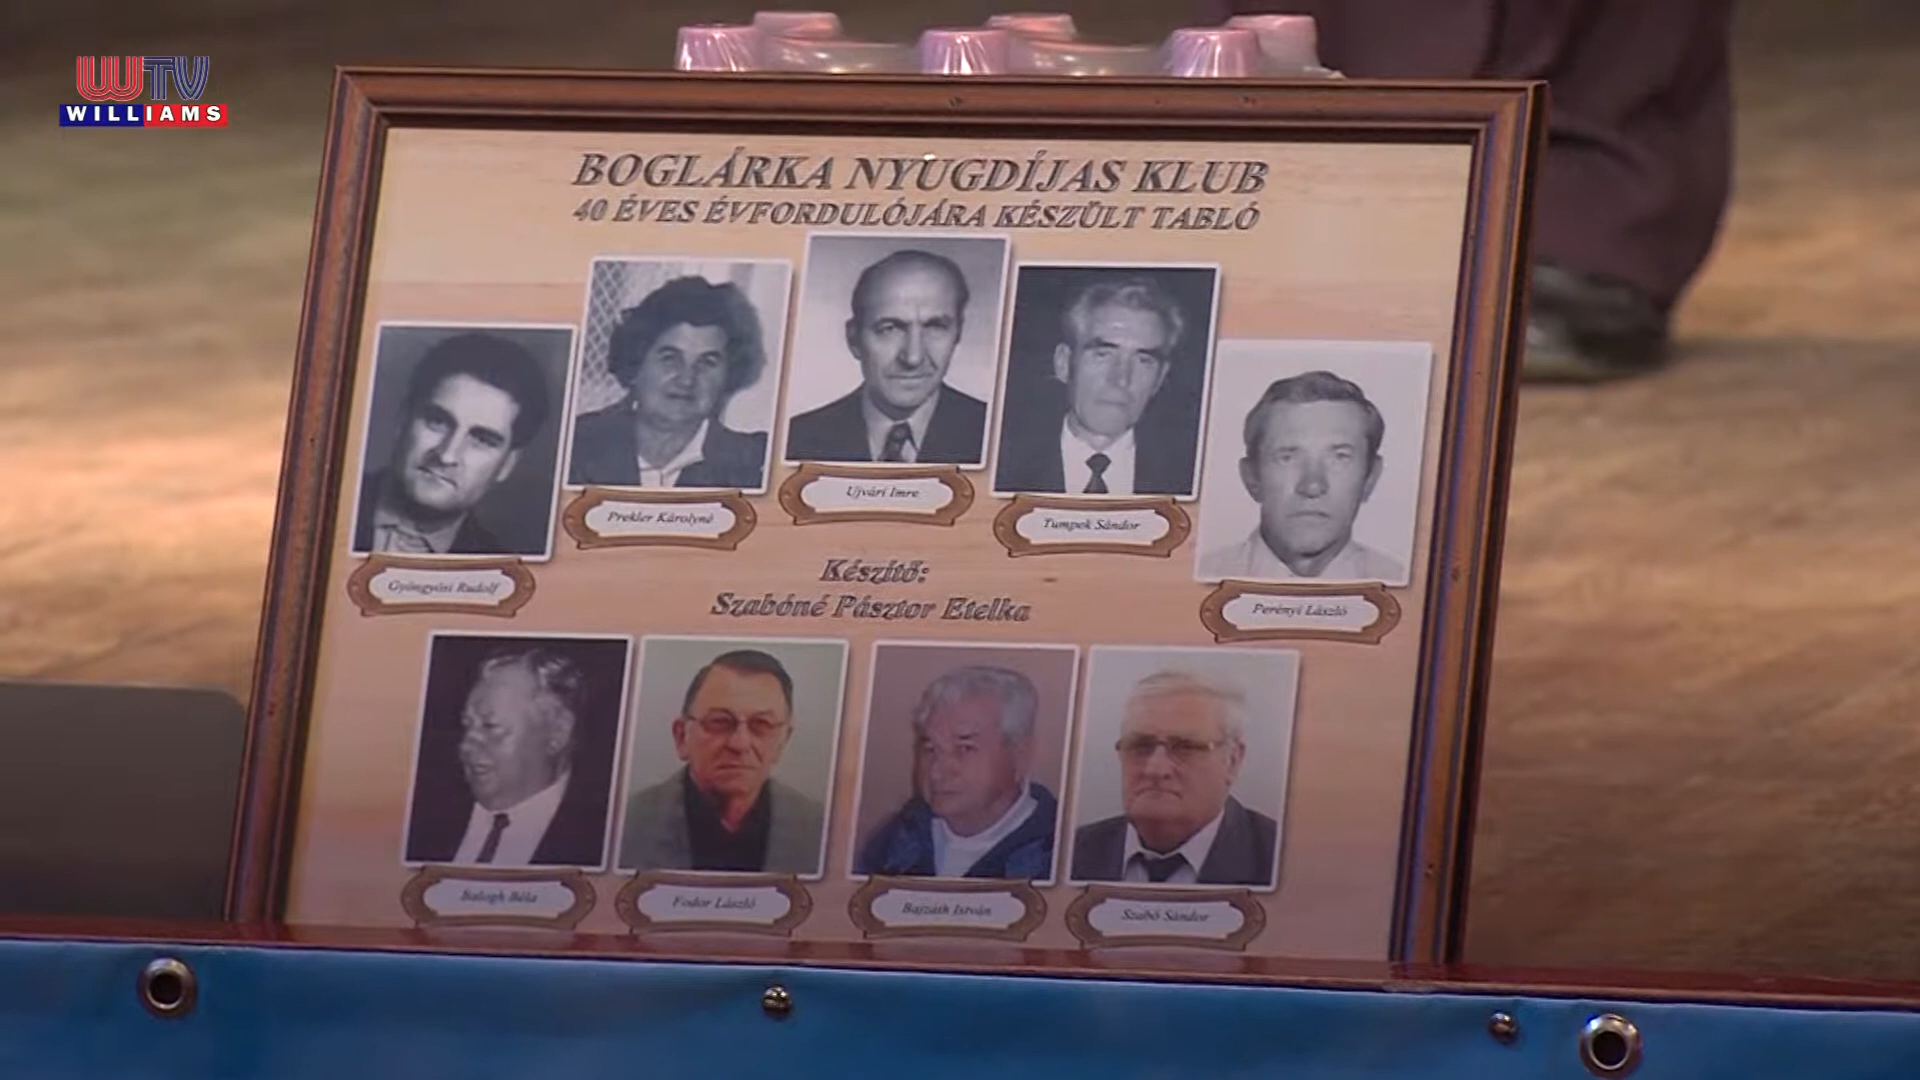 WTV
WILLIAMS
BOGLÁRKA NYUGDÍJAS KLUB
40 ÉVES ÉVFORDULÓJÁRA KÉSZÜLT TABLÓ
Gyöngyösi Rudolf
Prekler Károlyné
Ujvári Imre
Tumpek Sándor
Perényi László
Készítő:
Szabóné Pásztor Etelka
Balogh Béla
Fodor László
Bajzáth István
Szabó Sándor